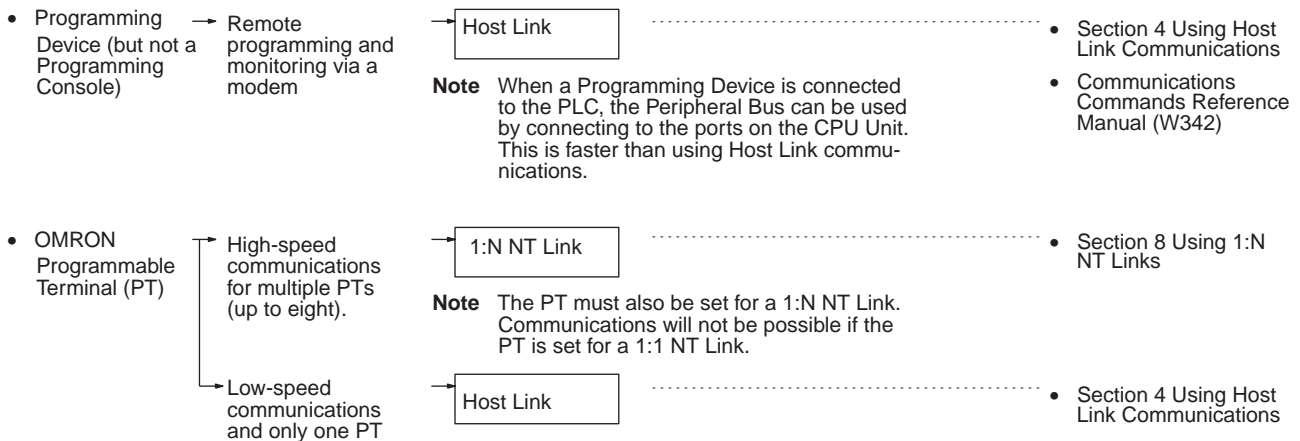 • Programming
Device (but not a
Programming
Console)
Remote
programming and
monitoring via a
modem
Host Link
Note When a Programming Device is connected
to the PLC, the Peripheral Bus can be used
by connecting to the ports on the CPU Unit.
This is faster than using Host Link commu-
nications.
• Section 4 Using Host
Link Communications
• Communications
Commands Reference
Manual (W342)
• OMRON
Programmable
Terminal (PT)
High-speed
communications
for multiple PTs
(up to eight).
1:N NT Link
Note The PT must also be set for a 1:N NT Link.
Communications will not be possible if the
PT is set for a 1:1 NT Link.
• Section 8 Using 1:N
NT Links
Low-speed
communications
and only one PT
Host Link
• Section 4 Using Host
Link Communications